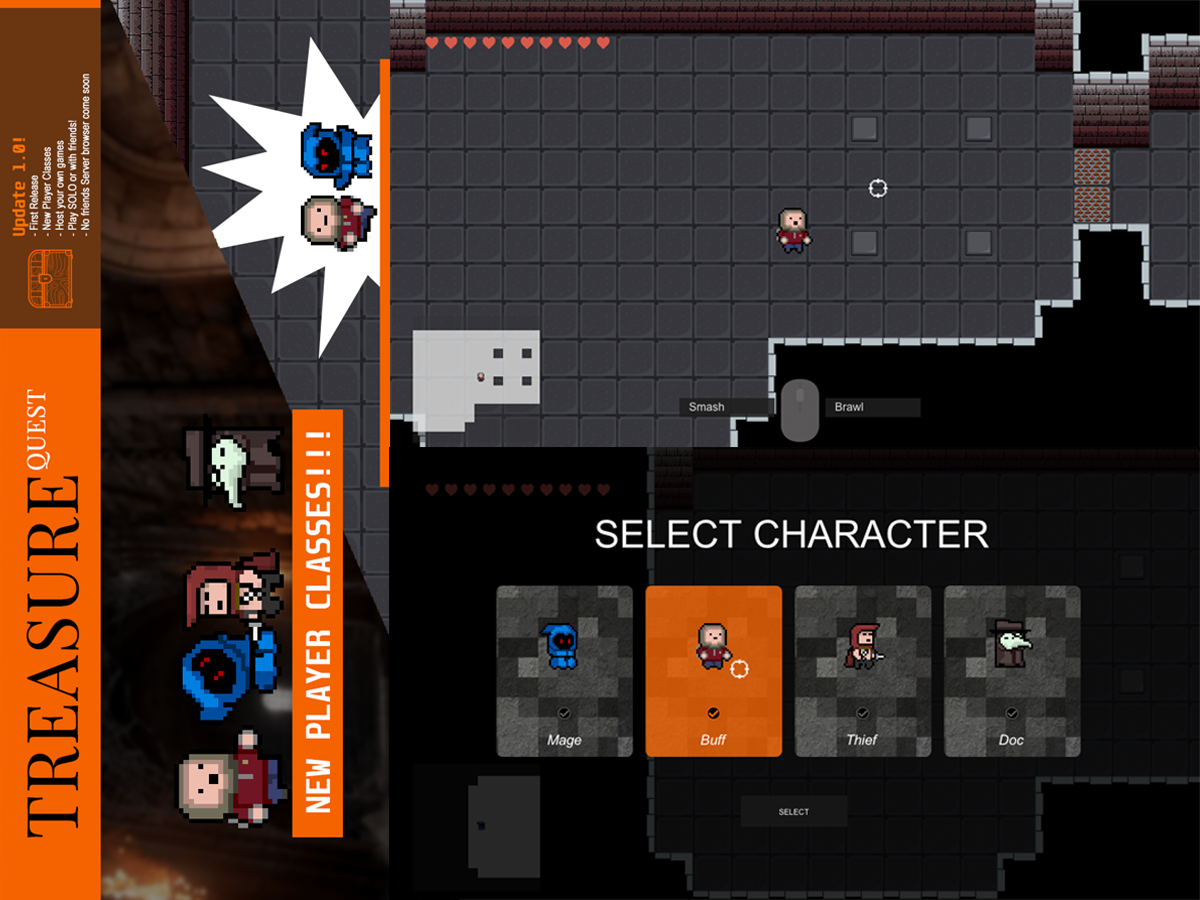 TREASURE QUEST
Update 1.0!
- First Release
- New Player Classes
- Host your own games
- Play SOLO or with friends!
- No friends Server browser come soon
NEW PLAYER CLASSES!!!
Smash
Brawl
SELECT CHARACTER
Mage
Buff
Thief
Doc
SELECT